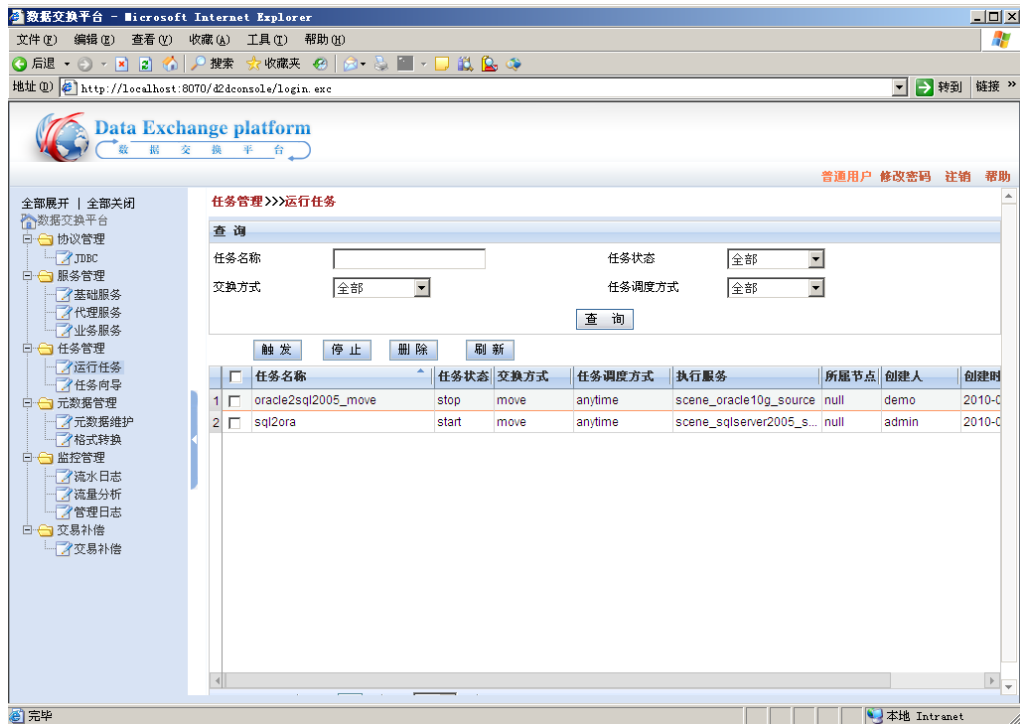 数据交换平台 - Microsoft Internet Explorer
文件(F) 编辑(E) 查看(V) 收藏(A) 工具(T) 帮助(H)
后退 搜索 收藏夹
地址(D) http://localhost:8070/d2dconsole/login.exc 转到 链接 »
Data Exchange platform
数 据 交 换 平 台
普通用户 修改密码 注销 帮助
全部展开 | 全部关闭
数据交换平台
协议管理
JDBC
服务管理
基础服务
代理服务
业务服务
任务管理
运行任务
任务向导
元数据管理
元数据维护
格式转换
监控管理
流水日志
流量分析
管理日志
交易补偿
交易补偿
任务管理>>>运行任务
查 询
任务名称 任务状态 全部
交换方式 全部 任务调度方式 全部
查 询
触 发 停 止 删 除 刷 新
任务名称 任务状态 交换方式 任务调度方式 执行服务 所属节点 创建人 创建时
1 oracle2sql2005_move stop move anytime scene_oracle10g_source null demo 2010-0
2 sql2ora start move anytime scene_sqlserver2005_s... null admin 2010-0
完毕 本地 Intranet